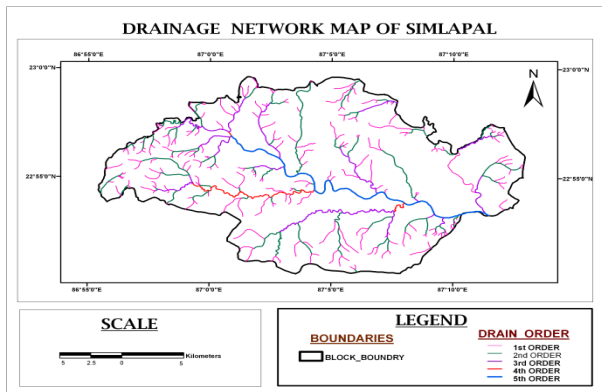 DRAINAGE NETWORK MAP OF SIMLAPAL
86°55'0"E 87°0'0"E 87°5'0"E 87°10'0"E
23°0'0"N 23°0'0"N
N
22°55'0"N 22°55'0"N
86°55'0"E 87°0'0"E 87°5'0"E 87°10'0"E
SCALE
5 2.5 0 5 Kilometers
LEGEND
BOUNDARIES
BLOCK_BOUNDRY
DRAIN_ORDER
1st ORDER
2nd ORDER
3rd ORDER
4th ORDER
5th ORDER